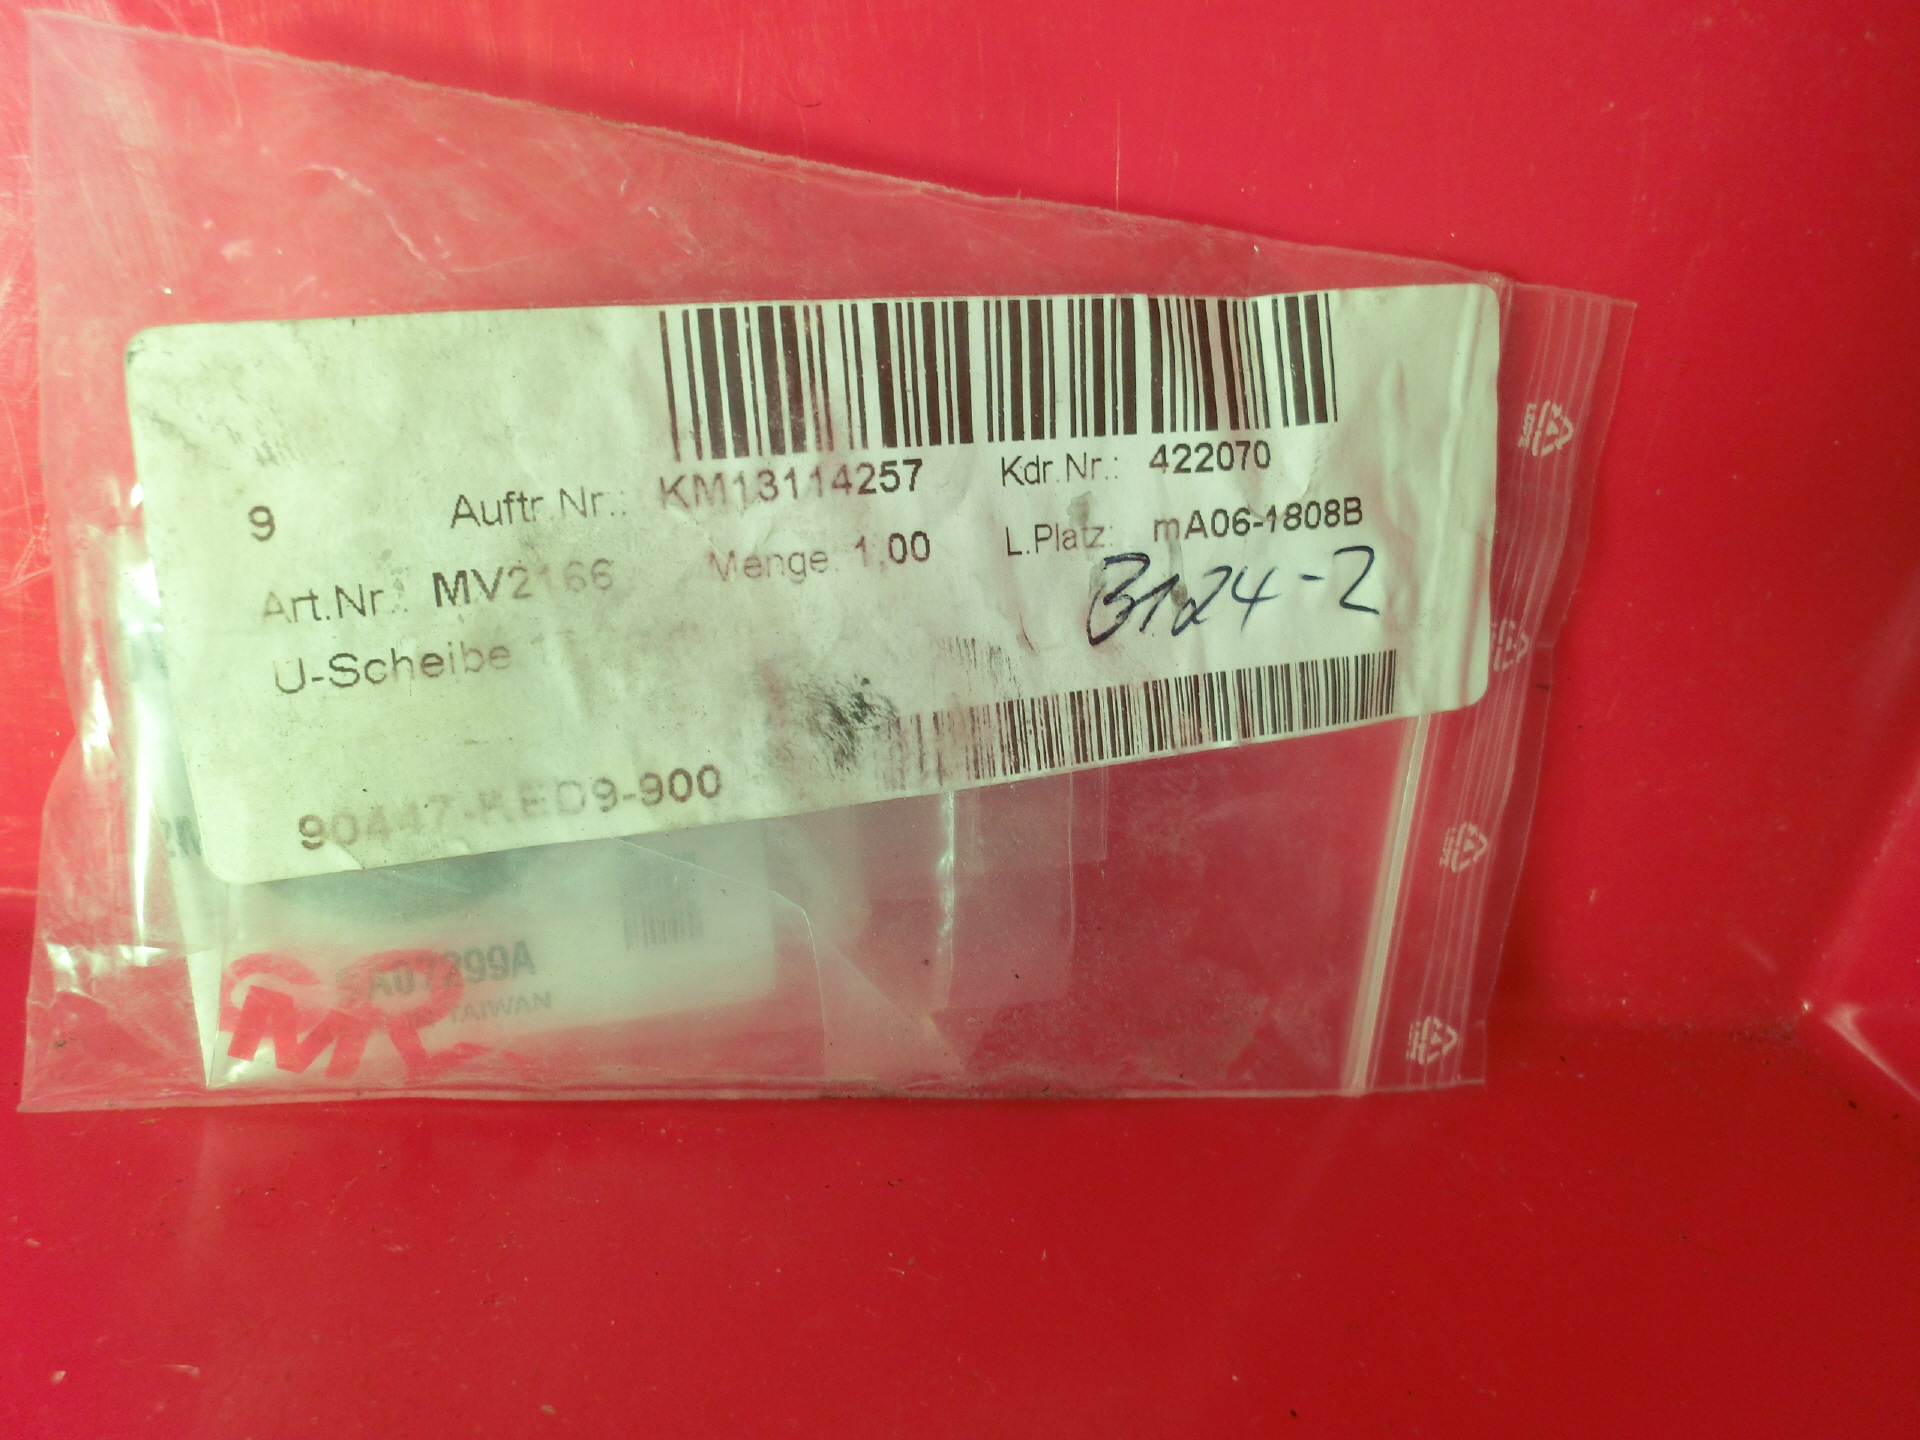 9 Auftr.Nr.: KM13114257 Kdr.Nr.: 422070
Art.Nr.: MV2166 Menge: 1,00 L.Platz: mA06-1808B
B124-2
U-Scheibe
90447-KED9-900
A07299A
TAIWAN